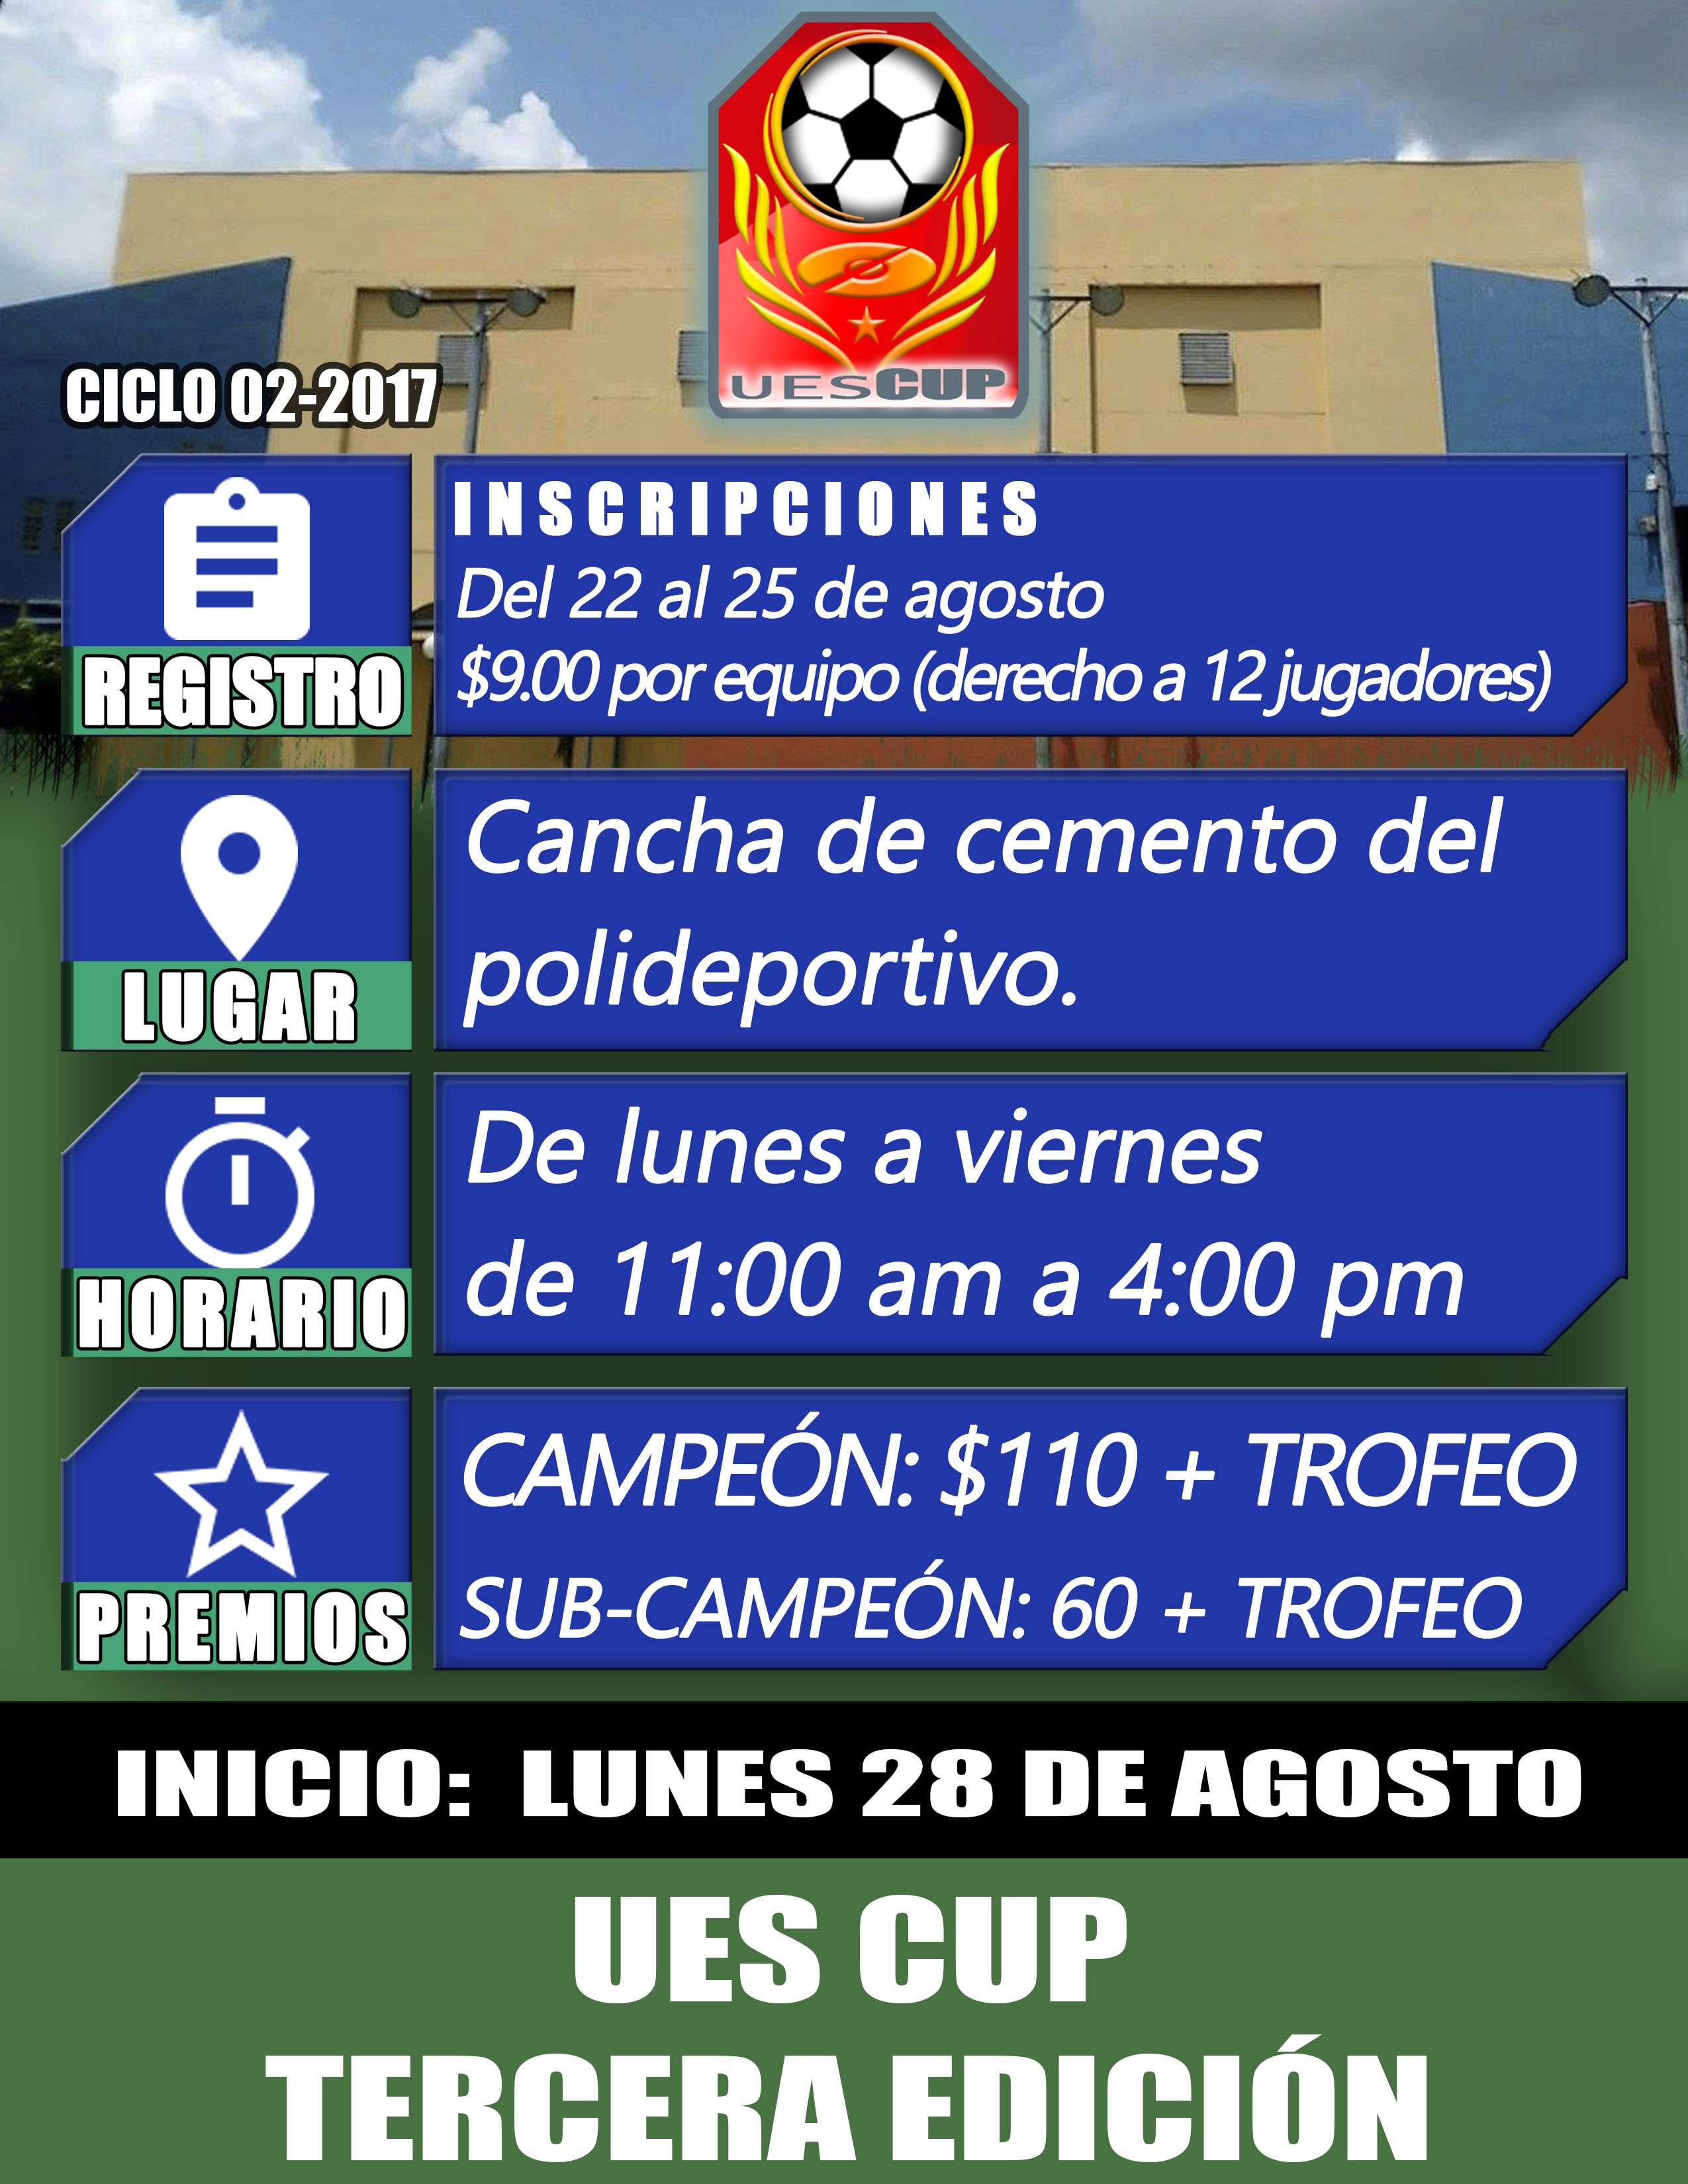 UESCUP
CICLO 02-2017
INSCRIPCIONES
Del 22 al 25 de agosto
$9.00 por equipo (derecho a 12 jugadores)
REGISTRO
Cancha de cemento del
polideportivo.
LUGAR
De lunes a viernes
de 11:00 am a 4:00 pm
HORARIO
CAMPEÓN: $110 + TROFEO
SUB-CAMPEÓN: 60 + TROFEO
PREMIOS
INICIO: LUNES 28 DE AGOSTO
UES CUP
TERCERA EDICIÓN